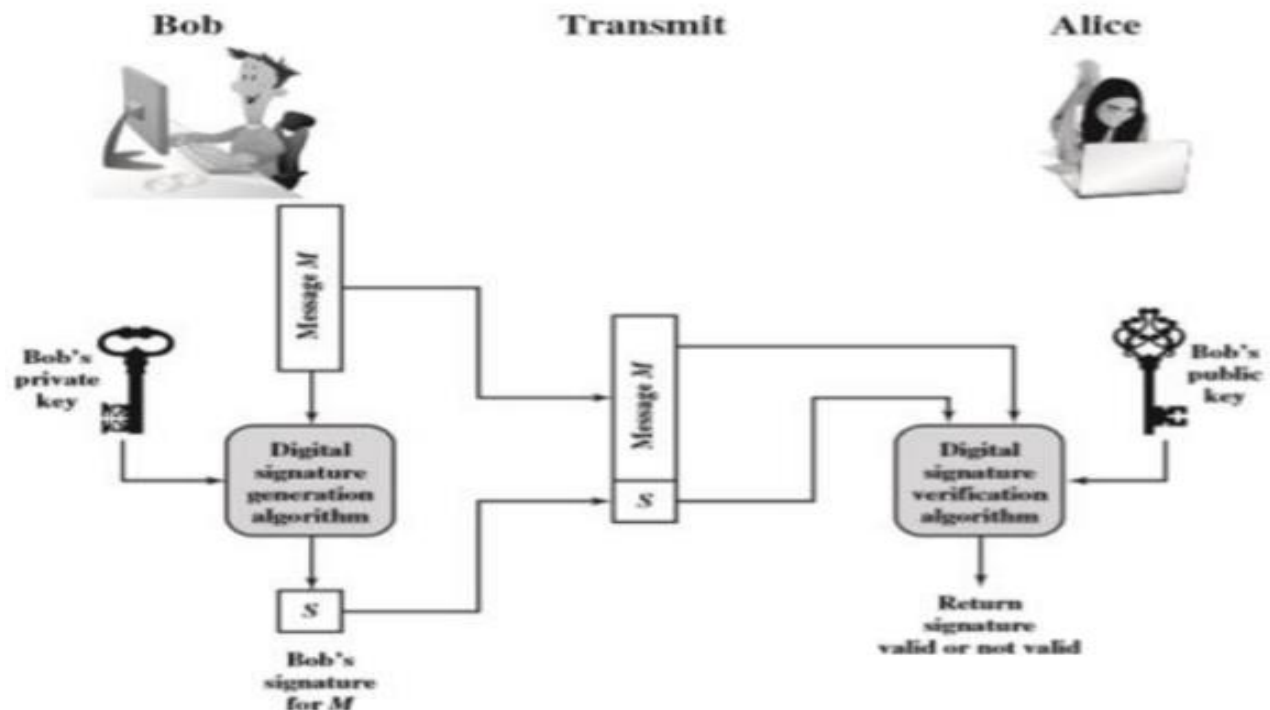 Bob
Transmit
Alice
Message M
Bob's
private
key
Digital
signature
generation
algorithm
S
Bob's
signature
for M
Message M
S
Bob's
public
key
Digital
signature
verification
algorithm
Return
signature
valid or not valid